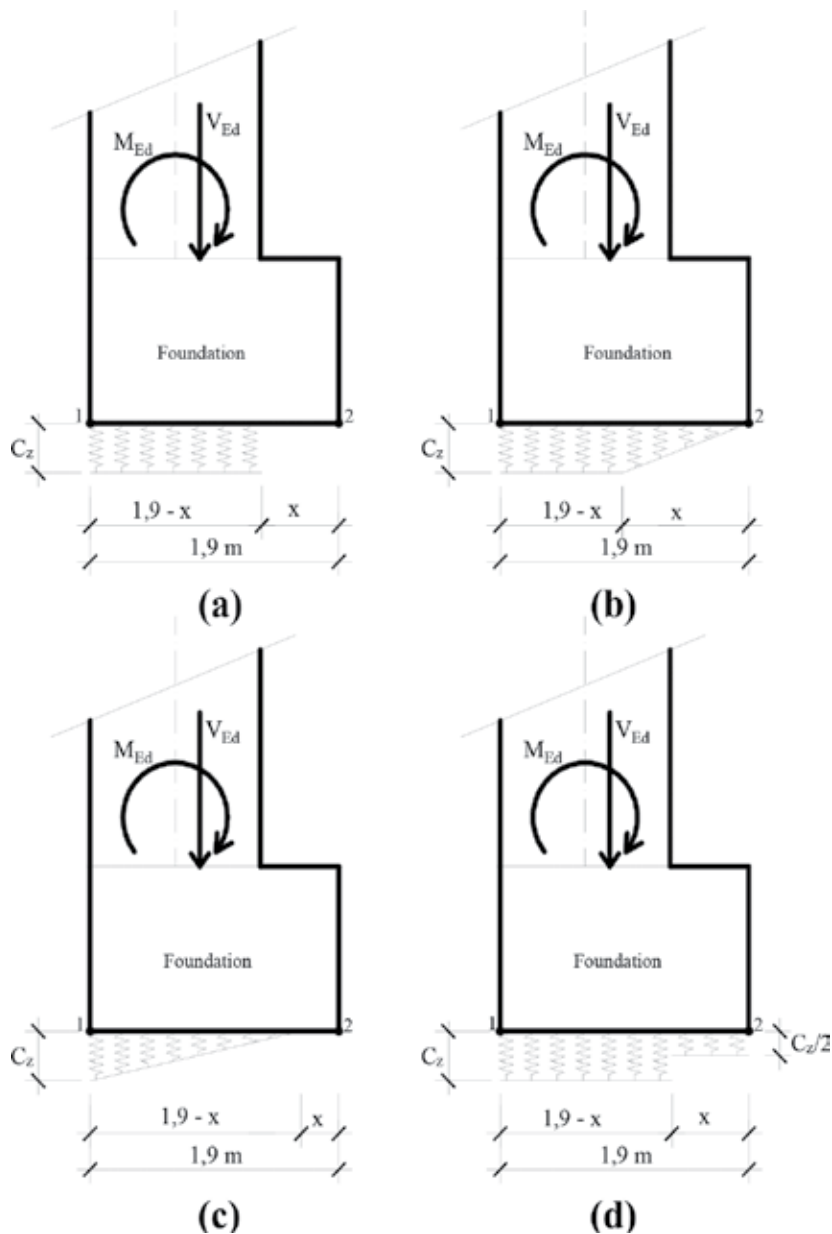 V_Ed
M_Ed
Foundation
1 2
C_z
1,9 - x x
1,9 m
(a)
V_Ed
M_Ed
Foundation
1 2
C_z
1,9 - x x
1,9 m
(b)
V_Ed
M_Ed
Foundation
1 2
C_z
1,9 - x x
1,9 m
(c)
V_Ed
M_Ed
Foundation
1 2
C_z C_z/2
1,9 - x x
1,9 m
(d)